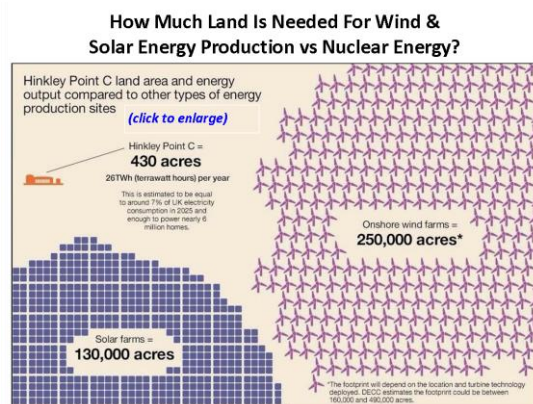 How Much Land Is Needed For Wind &
Solar Energy Production vs Nuclear Energy?
Hinkley Point C land area and energy
output compared to other types of energy
production sites
(click to enlarge)
Hinkley Point C =
430 acres
26TWh (terrawatt hours) per year
This is estimated to be equal
to around 7% of UK electricity
consumption in 2025 and
enough to power nearly 6
million homes.
Onshore wind farms =
250,000 acres*
Solar farms =
130,000 acres
*The footprint will depend on the location and turbine technology
deployed. DECC estimates the footprint could be between
160,000 and 490,000 acres.